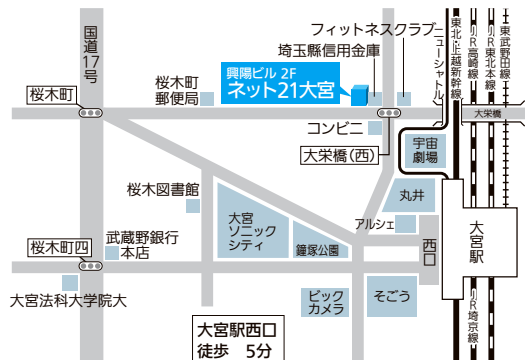 国道17号
フィットネスクラブ
埼玉縣信用金庫
ニューシャトル
東北・上越新幹線
JR高崎線
JR東北本線
東武野田線
桜木町
桜木町
郵便局
興陽ビル 2F
ネット21大宮
コンビニ
大栄橋(西)
大栄橋
宇宙
劇場
桜木図書館
大宮
ソニック
シティ
鐘塚公園
丸井
アルシェ
西口
大宮駅
武蔵野銀行
本店
桜木町四
大宮法科大学院大
ビック
カメラ
そごう
JR埼京線
大宮駅西口
徒歩 5分